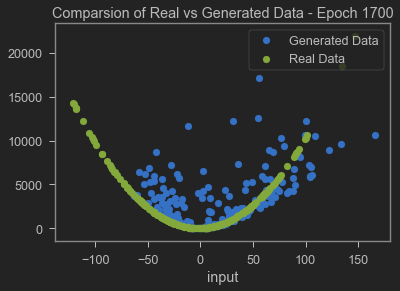 Comparsion of Real vs Generated Data - Epoch 1700
Generated Data
Real Data
20000
15000
10000
5000
0
−100
−50
0
50
100
150
input